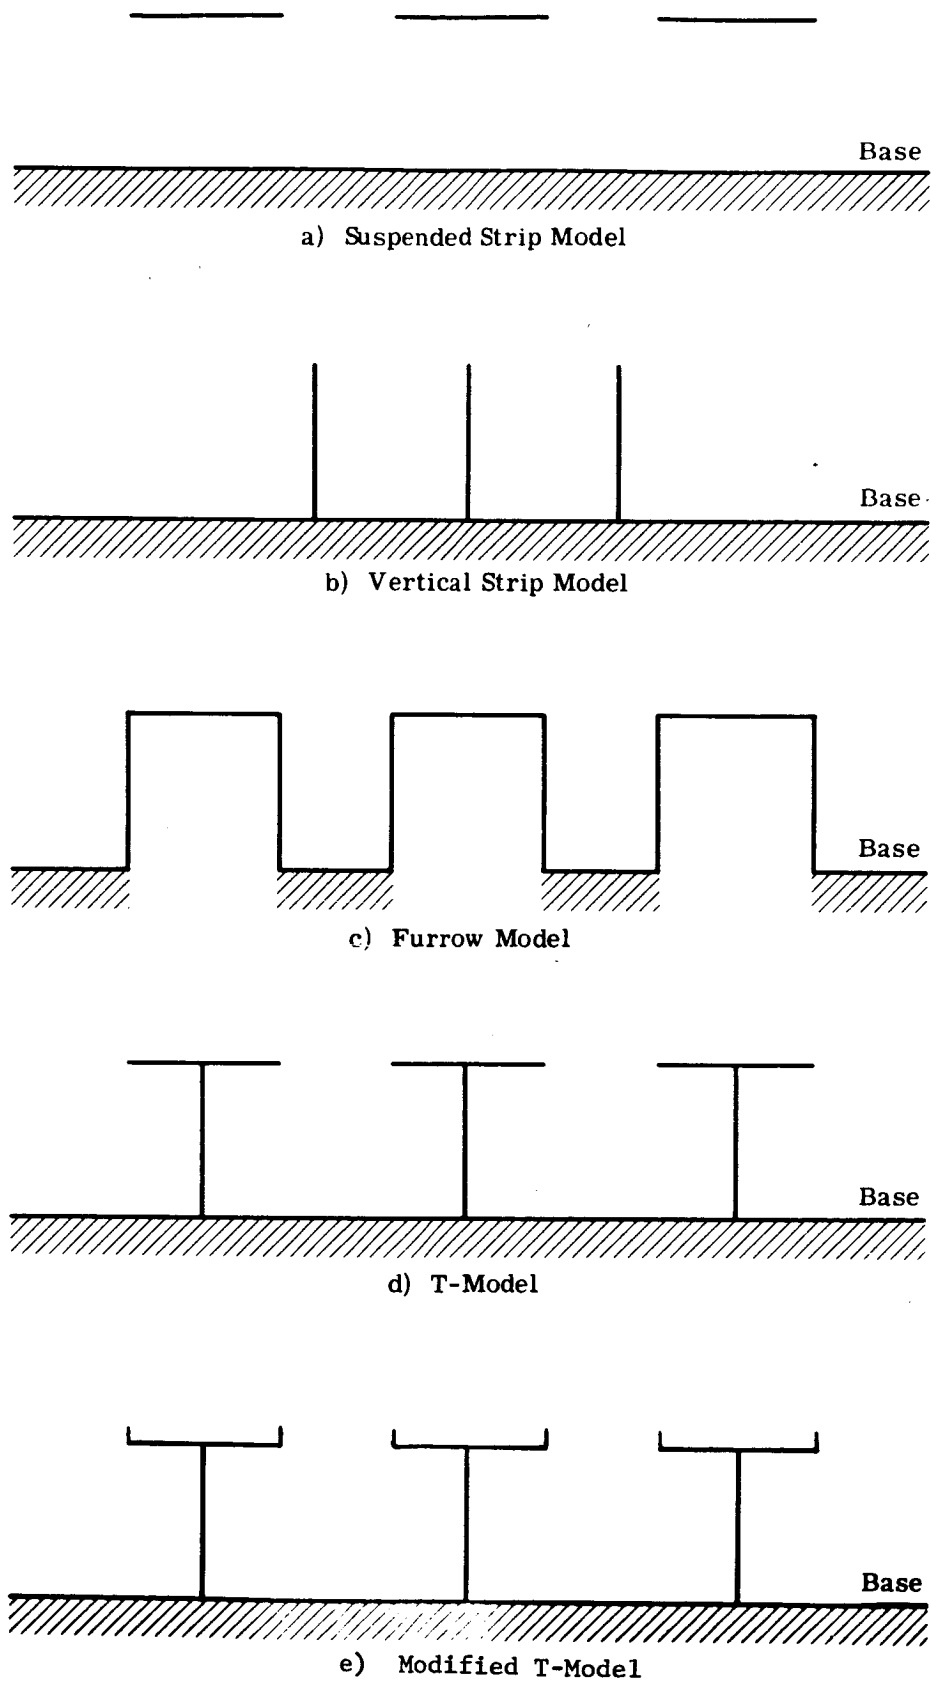 Base
a) Suspended Strip Model
Base
b) Vertical Strip Model
Base
c) Furrow Model
Base
d) T-Model
Base
e) Modified T-Model